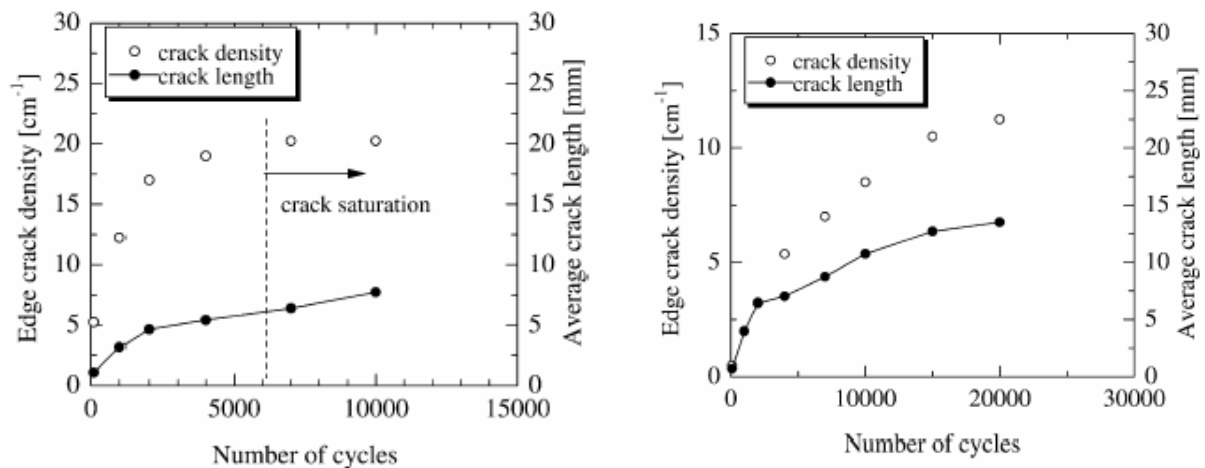 30
25
20
15
10
5
0
Edge crack density [cm⁻¹]
crack density
crack length
crack saturation
30
25
20
15
10
5
0
Average crack length [mm]
0 5000 10000 15000
Number of cycles
15
10
5
0
Edge crack density [cm⁻¹]
crack density
crack length
30
25
20
15
10
5
0
Average crack length [mm]
0 10000 20000 30000
Number of cycles